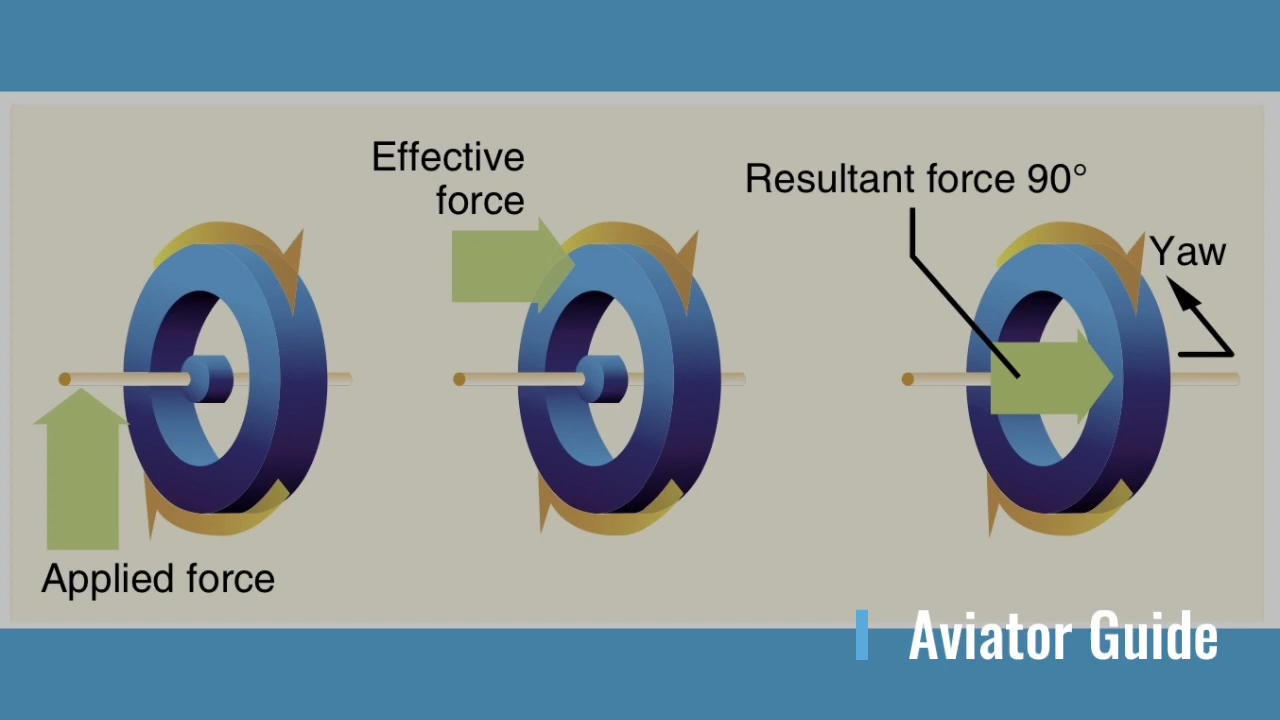 Effective
force
Resultant force 90°
Yaw
Applied force
Aviator Guide